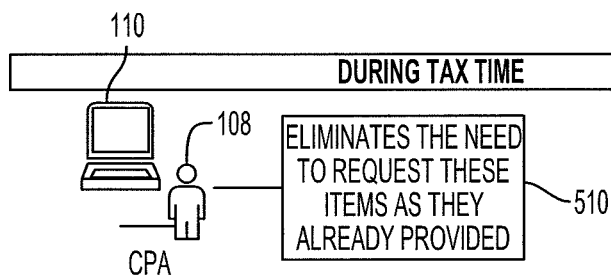 110
DURING TAX TIME
108
ELIMINATES THE NEED
TO REQUEST THESE
ITEMS AS THEY
ALREADY PROVIDED
510
CPA